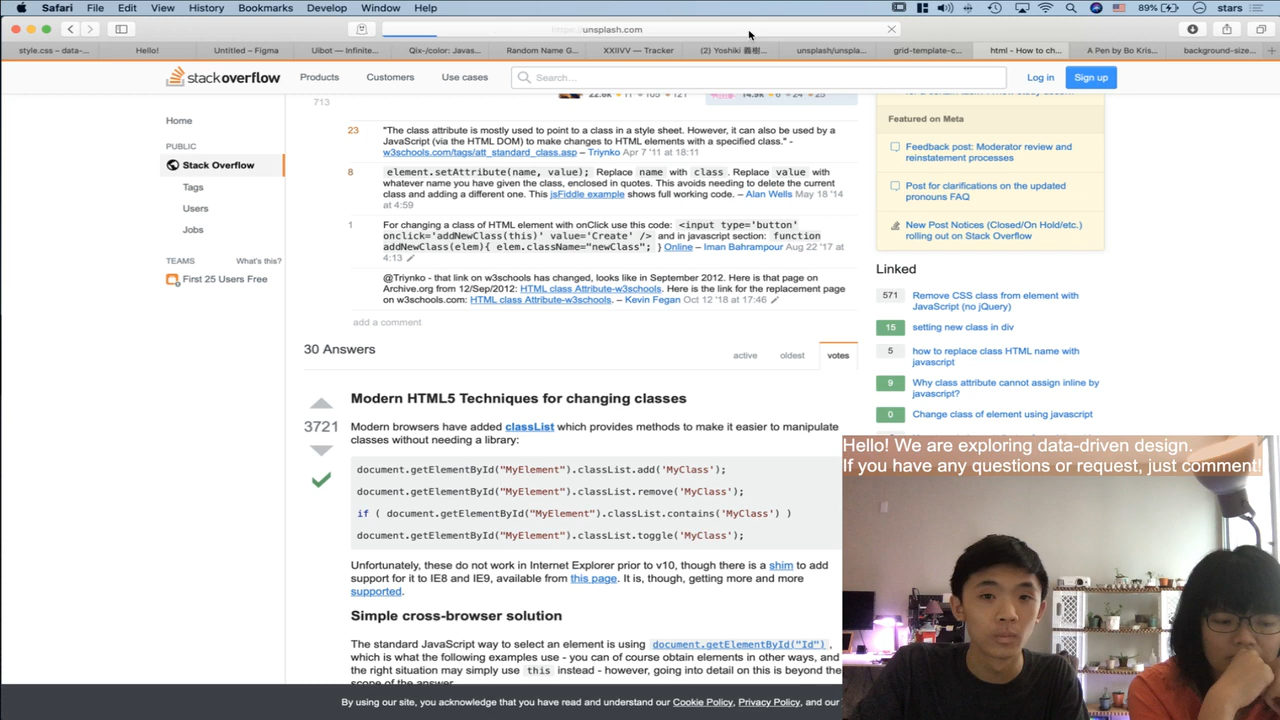 Safari File Edit View History Bookmarks Develop Window Help 89% stars
unsplash.com
style.css – data-... Hello! Untitled – Figma Uibot — Infinite... Qix-/color: Javas... Random Name G... XXIIVV — Tracker (2) Yoshiki 義樹... unsplash/unspla... grid-template-c... html - How to ch... A Pen by Bo Kris... background-size...
stackoverflow Products Customers Use cases Search... Log in Sign up
Home
PUBLIC
Stack Overflow
Tags
Users
Jobs
TEAMS What's this?
First 25 Users Free
713
23 "The class attribute is mostly used to point to a class in a style sheet. However, it can also be used by a
JavaScript (via the HTML DOM) to make changes to HTML elements with a specified class." -
w3schools.com/tags/att_standard_class.asp – Triynko Apr 7 '11 at 18:11
8 element.setAttribute(name, value); Replace name with class . Replace value with
whatever name you have given the class, enclosed in quotes. This avoids needing to delete the current
class and adding a different one. This jsFiddle example shows full working code. – Alan Wells May 18 '14
at 4:59
1 For changing a class of HTML element with onClick use this code: <input type='button'
onclick='addNewClass(this)' value='Create' /> and in javascript section: function
addNewClass(elem){ elem.className="newClass"; } Online – Iman Bahrampour Aug 22 '17 at
4:13
@Triynko - that link on w3schools has changed, looks like in September 2012. Here is that page on
Archive.org from 12/Sep/2012: HTML class Attribute-w3schools. Here is the link for the replacement page
on w3schools.com: HTML class Attribute-w3schools. – Kevin Fegan Oct 12 '18 at 17:46
add a comment
30 Answers active oldest votes
3721
Modern HTML5 Techniques for changing classes
Modern browsers have added classList which provides methods to make it easier to manipulate
classes without needing a library:
document.getElementById("MyElement").classList.add('MyClass');
document.getElementById("MyElement").classList.remove('MyClass');
if ( document.getElementById("MyElement").classList.contains('MyClass') )
document.getElementById("MyElement").classList.toggle('MyClass');
Unfortunately, these do not work in Internet Explorer prior to v10, though there is a shim to add
support for it to IE8 and IE9, available from this page. It is, though, getting more and more
supported.
Simple cross-browser solution
The standard JavaScript way to select an element is using document.getElementById("Id") ,
which is what the following examples use - you can of course obtain elements in other ways, and
the right situation may simply use this instead - however, going into detail on this is beyond the
scope of the answer.
Featured on Meta
Feedback post: Moderator review and
reinstatement processes
Post for clarifications on the updated
pronouns FAQ
New Post Notices (Closed/On Hold/etc.)
rolling out on Stack Overflow
Linked
571 Remove CSS class from element with
JavaScript (no jQuery)
15 setting new class in div
5 how to replace class HTML name with
javascript
9 Why class attribute cannot assign inline by
javascript?
0 Change class of element using javascript
Hello! We are exploring data-driven design.
If you have any questions or request, just comment!
By using our site, you acknowledge that you have read and understand our Cookie Policy, Privacy Policy, and our